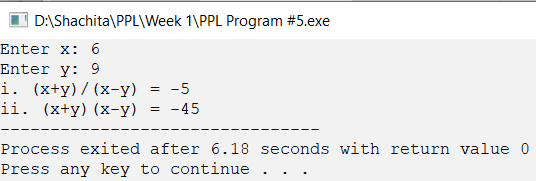 D:\Shachita\PPL\Week 1\PPL Program #5.exe
Enter x: 6
Enter y: 9
i. (x+y)/(x-y) = -5
ii. (x+y)(x-y) = -45
--------------------------------
Process exited after 6.18 seconds with return value 0
Press any key to continue . . .